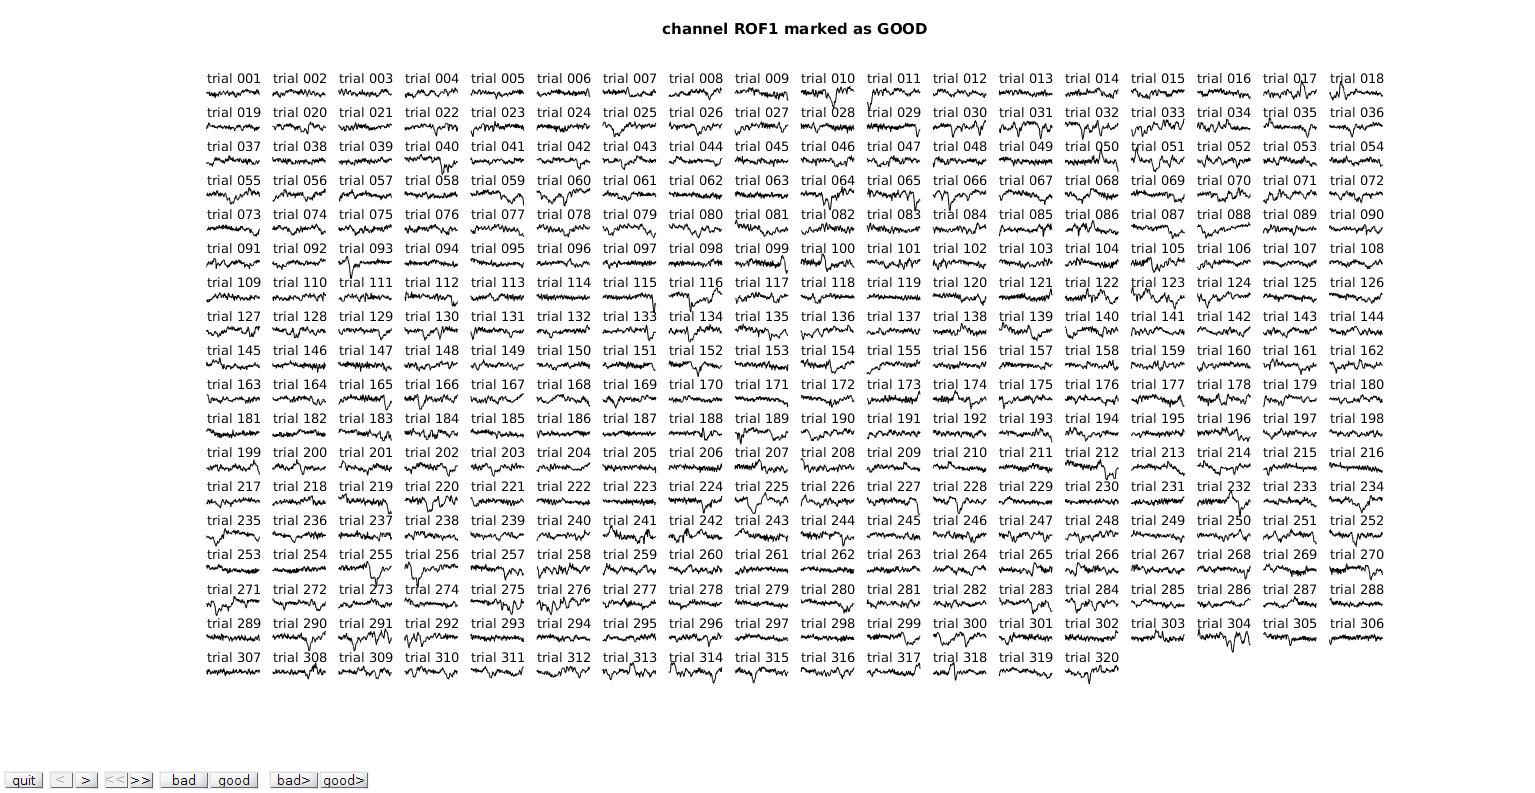 channel ROF1 marked as GOOD
trial 001 trial 002 trial 003 trial 004 trial 005 trial 006 trial 007 trial 008 trial 009 trial 010 trial 011 trial 012 trial 013 trial 014 trial 015 trial 016 trial 017 trial 018
trial 019 trial 020 trial 021 trial 022 trial 023 trial 024 trial 025 trial 026 trial 027 trial 028 trial 029 trial 030 trial 031 trial 032 trial 033 trial 034 trial 035 trial 036
trial 037 trial 038 trial 039 trial 040 trial 041 trial 042 trial 043 trial 044 trial 045 trial 046 trial 047 trial 048 trial 049 trial 050 trial 051 trial 052 trial 053 trial 054
trial 055 trial 056 trial 057 trial 058 trial 059 trial 060 trial 061 trial 062 trial 063 trial 064 trial 065 trial 066 trial 067 trial 068 trial 069 trial 070 trial 071 trial 072
trial 073 trial 074 trial 075 trial 076 trial 077 trial 078 trial 079 trial 080 trial 081 trial 082 trial 083 trial 084 trial 085 trial 086 trial 087 trial 088 trial 089 trial 090
trial 091 trial 092 trial 093 trial 094 trial 095 trial 096 trial 097 trial 098 trial 099 trial 100 trial 101 trial 102 trial 103 trial 104 trial 105 trial 106 trial 107 trial 108
trial 109 trial 110 trial 111 trial 112 trial 113 trial 114 trial 115 trial 116 trial 117 trial 118 trial 119 trial 120 trial 121 trial 122 trial 123 trial 124 trial 125 trial 126
trial 127 trial 128 trial 129 trial 130 trial 131 trial 132 trial 133 trial 134 trial 135 trial 136 trial 137 trial 138 trial 139 trial 140 trial 141 trial 142 trial 143 trial 144
trial 145 trial 146 trial 147 trial 148 trial 149 trial 150 trial 151 trial 152 trial 153 trial 154 trial 155 trial 156 trial 157 trial 158 trial 159 trial 160 trial 161 trial 162
trial 163 trial 164 trial 165 trial 166 trial 167 trial 168 trial 169 trial 170 trial 171 trial 172 trial 173 trial 174 trial 175 trial 176 trial 177 trial 178 trial 179 trial 180
trial 181 trial 182 trial 183 trial 184 trial 185 trial 186 trial 187 trial 188 trial 189 trial 190 trial 191 trial 192 trial 193 trial 194 trial 195 trial 196 trial 197 trial 198
trial 199 trial 200 trial 201 trial 202 trial 203 trial 204 trial 205 trial 206 trial 207 trial 208 trial 209 trial 210 trial 211 trial 212 trial 213 trial 214 trial 215 trial 216
trial 217 trial 218 trial 219 trial 220 trial 221 trial 222 trial 223 trial 224 trial 225 trial 226 trial 227 trial 228 trial 229 trial 230 trial 231 trial 232 trial 233 trial 234
trial 235 trial 236 trial 237 trial 238 trial 239 trial 240 trial 241 trial 242 trial 243 trial 244 trial 245 trial 246 trial 247 trial 248 trial 249 trial 250 trial 251 trial 252
trial 253 trial 254 trial 255 trial 256 trial 257 trial 258 trial 259 trial 260 trial 261 trial 262 trial 263 trial 264 trial 265 trial 266 trial 267 trial 268 trial 269 trial 270
trial 271 trial 272 trial 273 trial 274 trial 275 trial 276 trial 277 trial 278 trial 279 trial 280 trial 281 trial 282 trial 283 trial 284 trial 285 trial 286 trial 287 trial 288
trial 289 trial 290 trial 291 trial 292 trial 293 trial 294 trial 295 trial 296 trial 297 trial 298 trial 299 trial 300 trial 301 trial 302 trial 303 trial 304 trial 305 trial 306
trial 307 trial 308 trial 309 trial 310 trial 311 trial 312 trial 313 trial 314 trial 315 trial 316 trial 317 trial 318 trial 319 trial 320
quit < > << >> bad good bad> good>